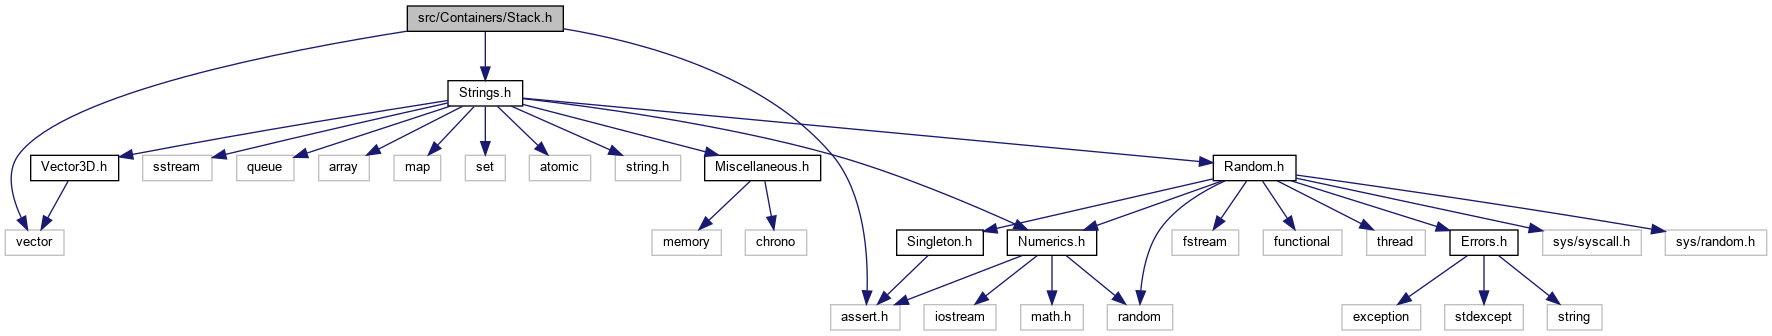 src/Containers/Stack.h
Strings.h
Vector3D.h
sstream
queue
array
map
set
atomic
string.h
Miscellaneous.h
Random.h
vector
memory
chrono
Singleton.h
Numerics.h
fstream
functional
thread
Errors.h
sys/syscall.h
sys/random.h
assert.h
iostream
math.h
random
exception
stdexcept
string